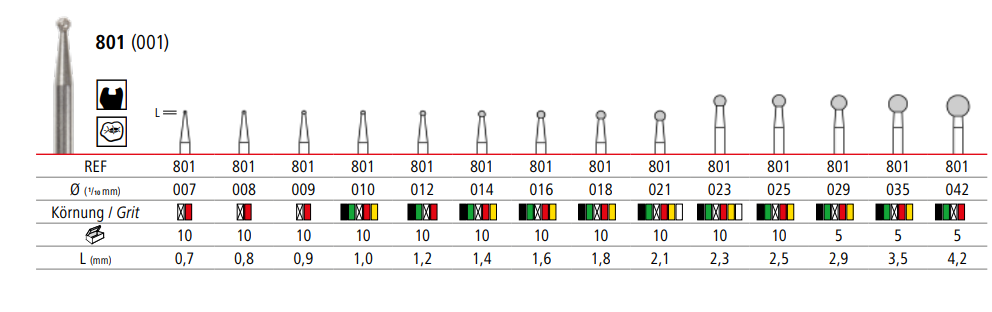 801 (001)
L
REF 801 801 801 801 801 801 801 801 801 801 801 801 801 801
Ø (1/10 mm) 007 008 009 010 012 014 016 018 021 023 025 029 035 042
Körnung / Grit
10 10 10 10 10 10 10 10 10 10 10 5 5 5
L (mm) 0,7 0,8 0,9 1,0 1,2 1,4 1,6 1,8 2,1 2,3 2,5 2,9 3,5 4,2